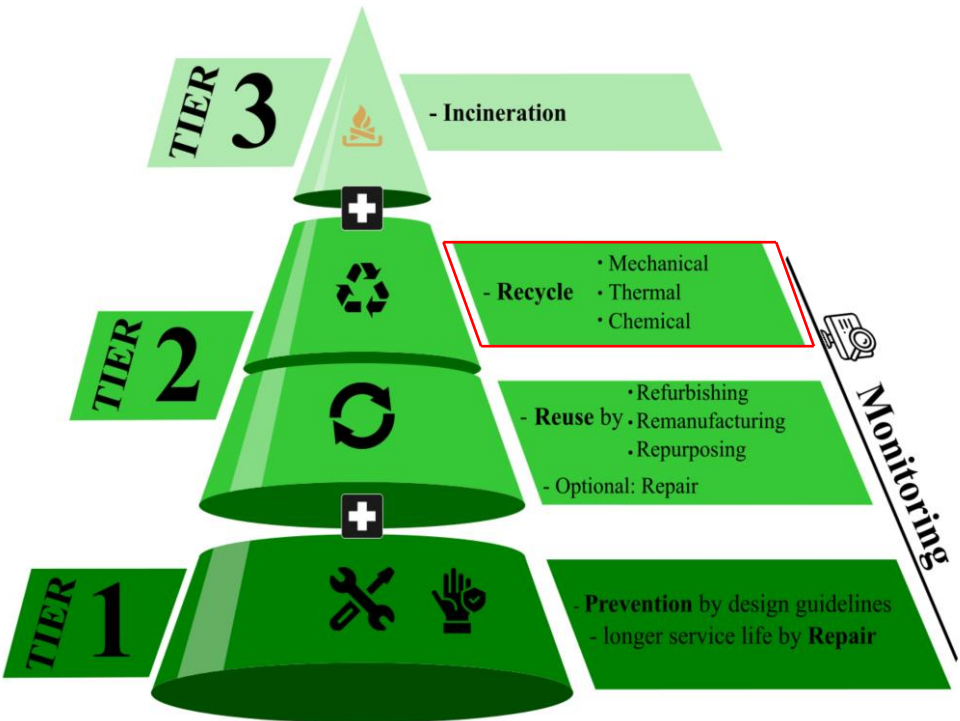 TIER 3
- Incineration
TIER 2
- Recycle
· Mechanical
· Thermal
· Chemical
- Reuse by
· Refurbishing
· Remanufacturing
· Repurposing
- Optional: Repair
Monitoring
TIER 1
- Prevention by design guidelines
- longer service life by Repair